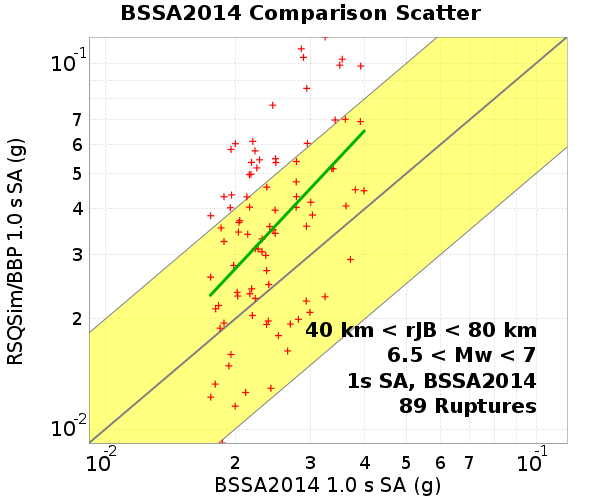 BSSA2014 Comparison Scatter
RSQSim/BBP 1.0 s SA (g)
10-1
7
6
5
4
3
2
10-2
40 km < rJB < 80 km
6.5 < Mw < 7
1s SA, BSSA2014
89 Ruptures
10-2 2 3 4 5 6 7 10-1
BSSA2014 1.0 s SA (g)